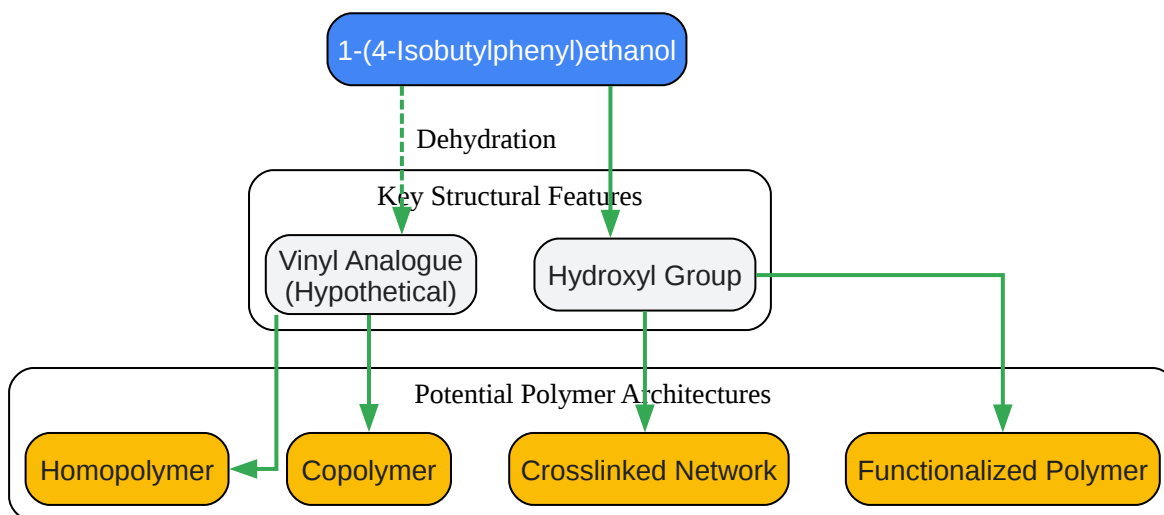 1-(4-Isobutylphenyl)ethanol
Dehydration
Key Structural Features
Vinyl Analogue
(Hypothetical)
Hydroxyl Group
Potential Polymer Architectures
Homopolymer
Copolymer
Crosslinked Network
Functionalized Polymer